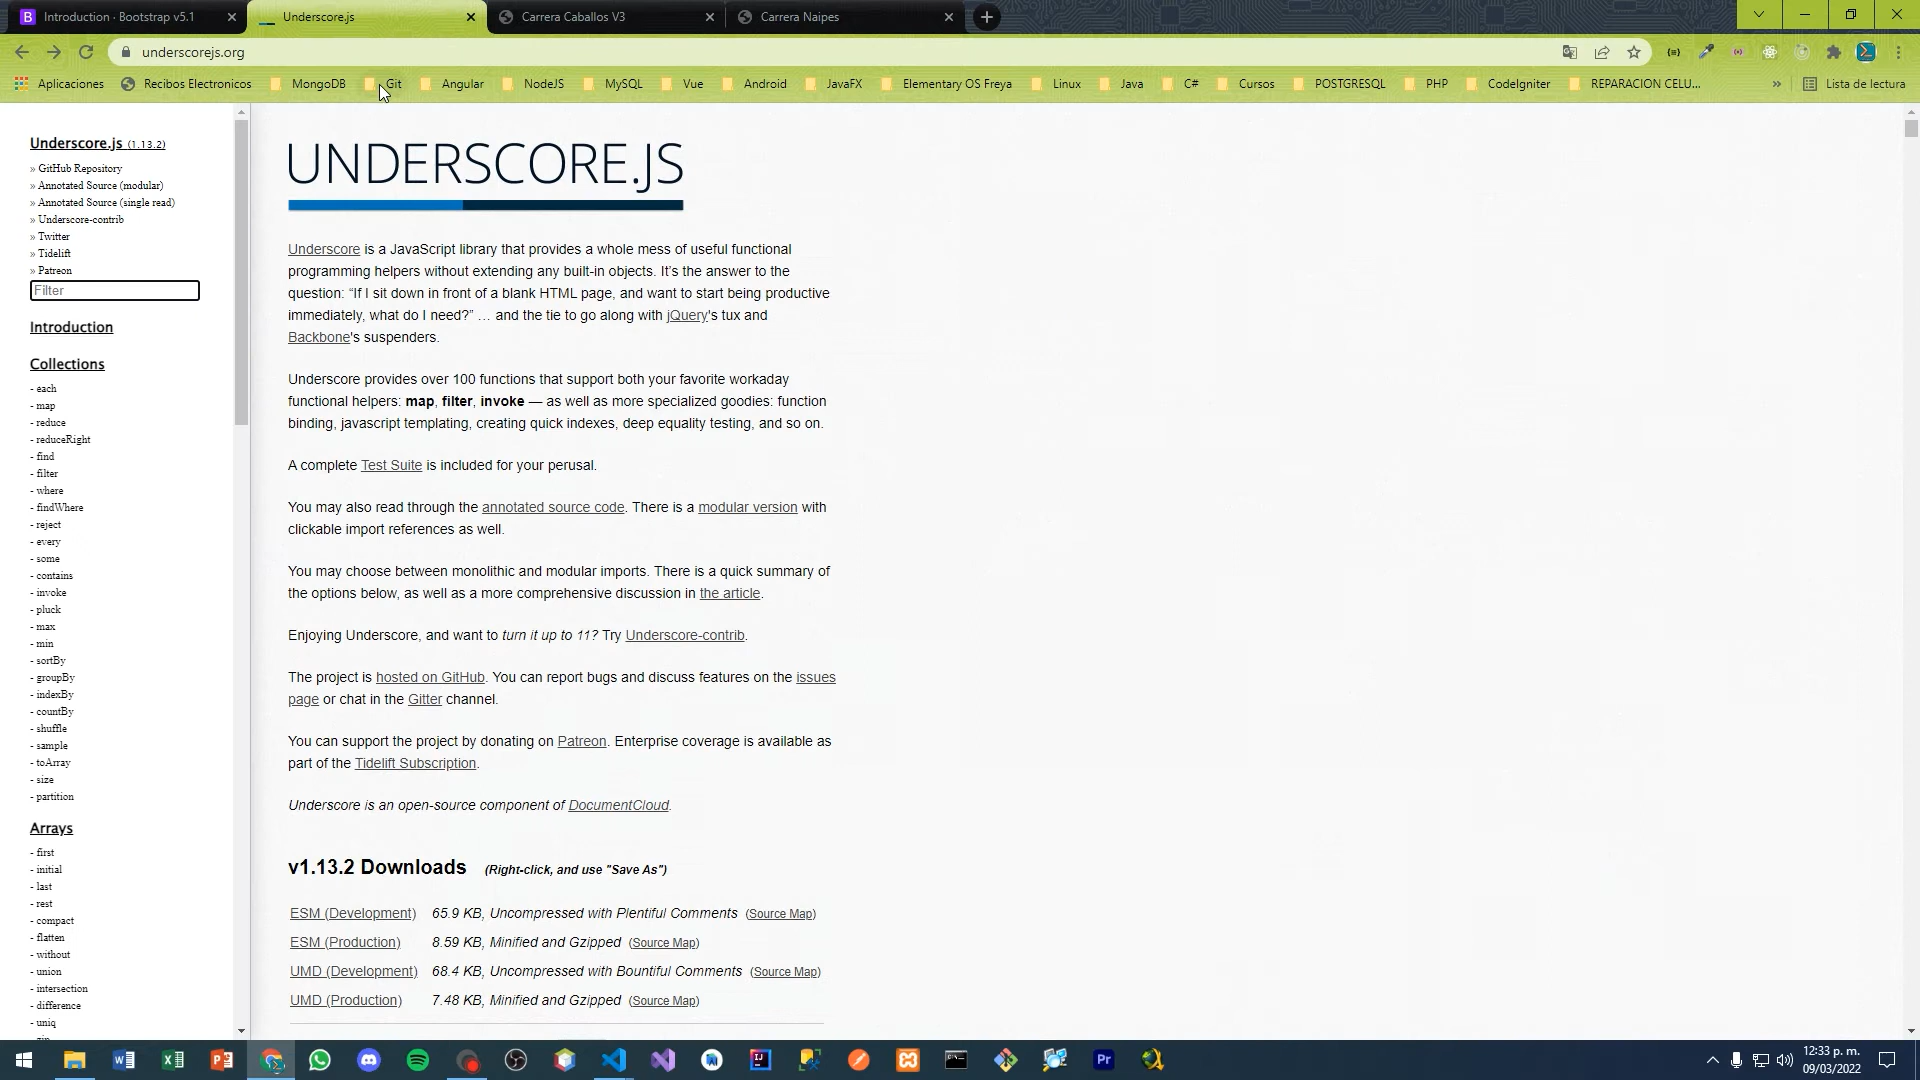 Introduction · Bootstrap v5.1
Underscore.js
Carrera Caballos V3
Carrera Naipes
underscorejs.org
Aplicaciones
Recibos Electronicos
MongoDB
Git
Angular
NodeJS
MySQL
Vue
Android
JavaFX
Elementary OS Freya
Linux
Java
C#
Cursos
POSTGRESQL
PHP
CodeIgniter
REPARACION CELU...
»
Lista de lectura
Underscore.js (1.13.2)
» GitHub Repository
» Annotated Source (modular)
» Annotated Source (single read)
» Underscore-contrib
» Twitter
» Tidelift
» Patreon
Filter
Introduction
Collections
- each
- map
- reduce
- reduceRight
- find
- filter
- where
- findWhere
- reject
- every
- some
- contains
- invoke
- pluck
- max
- min
- sortBy
- groupBy
- indexBy
- countBy
- shuffle
- sample
- toArray
- size
- partition
Arrays
- first
- initial
- last
- rest
- compact
- flatten
- without
- union
- intersection
- difference
- uniq
UNDERSCORE.JS
Underscore is a JavaScript library that provides a whole mess of useful functional
programming helpers without extending any built-in objects. It's the answer to the
question: “If I sit down in front of a blank HTML page, and want to start being productive
immediately, what do I need?” … and the tie to go along with jQuery's tux and
Backbone's suspenders.
Underscore provides over 100 functions that support both your favorite workaday
functional helpers: map, filter, invoke — as well as more specialized goodies: function
binding, javascript templating, creating quick indexes, deep equality testing, and so on.
A complete Test Suite is included for your perusal.
You may also read through the annotated source code. There is a modular version with
clickable import references as well.
You may choose between monolithic and modular imports. There is a quick summary of
the options below, as well as a more comprehensive discussion in the article.
Enjoying Underscore, and want to turn it up to 11? Try Underscore-contrib.
The project is hosted on GitHub. You can report bugs and discuss features on the issues
page or chat in the Gitter channel.
You can support the project by donating on Patreon. Enterprise coverage is available as
part of the Tidelift Subscription.
Underscore is an open-source component of DocumentCloud.
v1.13.2 Downloads (Right-click, and use "Save As")
ESM (Development) 65.9 KB, Uncompressed with Plentiful Comments (Source Map)
ESM (Production) 8.59 KB, Minified and Gzipped (Source Map)
UMD (Development) 68.4 KB, Uncompressed with Bountiful Comments (Source Map)
UMD (Production) 7.48 KB, Minified and Gzipped (Source Map)
12:33 p. m.
09/03/2022